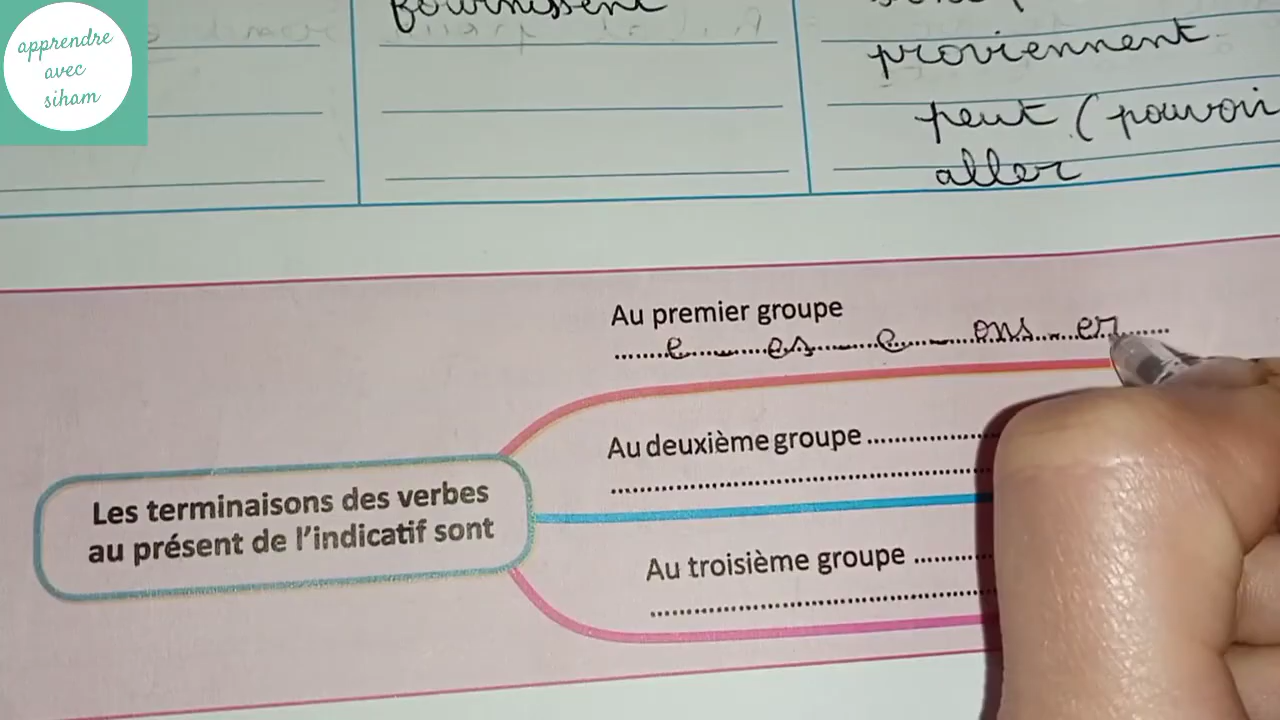 apprendre
avec
siham
fournissent
proviennent
peut (pouvoir
aller
Au premier groupe
e es e ons er
Au deuxième groupe
Les terminaisons des verbes
au présent de l'indicatif sont
Au troisième groupe